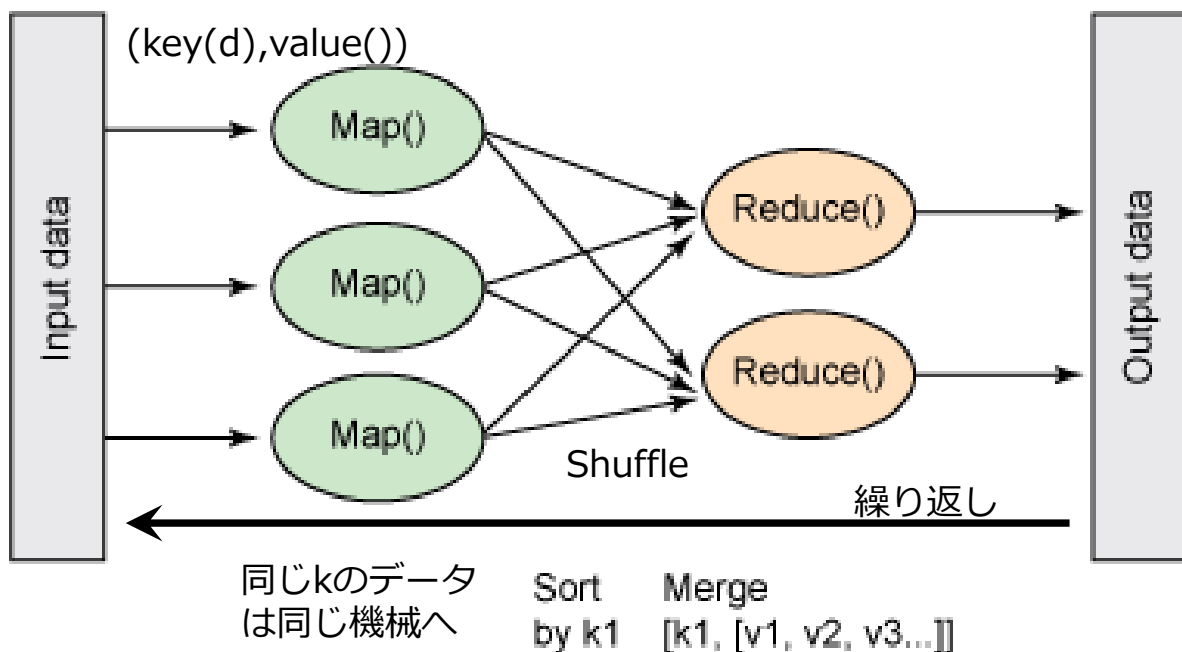 (key(d),value())
Input data
Map()
Map()
Map()
Reduce()
Reduce()
Output data
Shuffle
繰り返し
同じkのデータ
は同じ機械へ
Sort Merge
by k1 [k1, [v1, v2, v3...]]